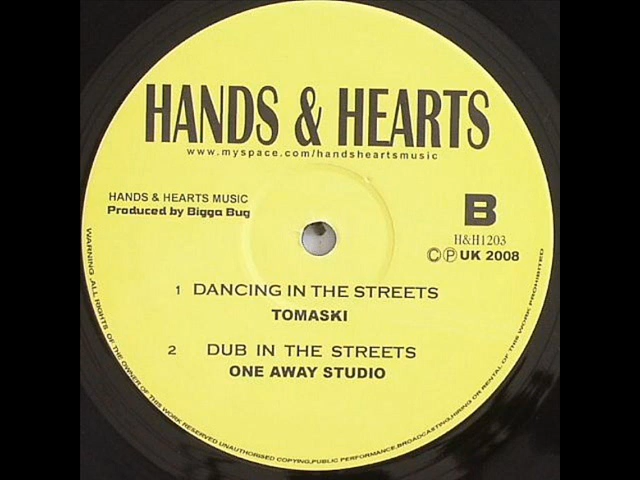 HANDS & HEARTS
www.myspace.com/handsheartsmusic
HANDS & HEARTS MUSIC
Produced by Bigga Bug
B
H&H1203
©℗ UK 2008
1 DANCING IN THE STREETS
TOMASKI
2 DUB IN THE STREETS
ONE AWAY STUDIO
WARNING .ALL RIGHTS OF THE OWNER OF THIS WORK RESERVED UNAUTHORISED COPYING,PUBLIC PERFORMANCE,BROADCASTING,HIRING OR RENTAL OF THIS WORK PROHIBITED